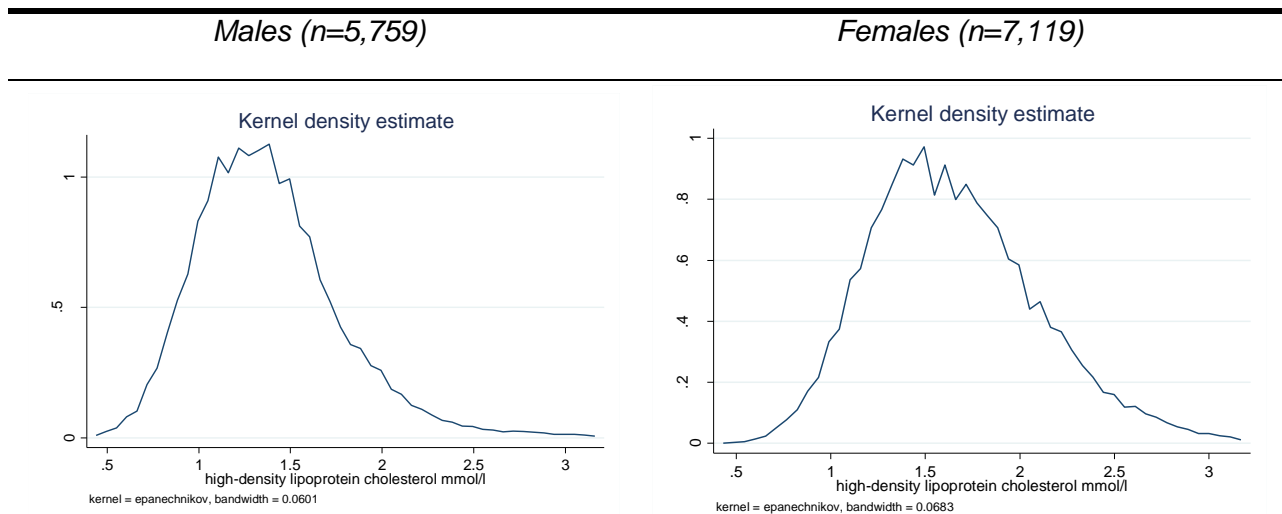 Males (n=5,759)
Females (n=7,119)
Kernel density estimate
1
.5
0
.5 1 1.5 2 2.5 3
high-density lipoprotein cholesterol mmol/l
kernel = epanechnikov, bandwidth = 0.0601
Kernel density estimate
1
.8
.6
.4
.2
0
.5 1 1.5 2 2.5 3
high-density lipoprotein cholesterol mmol/l
kernel = epanechnikov, bandwidth = 0.0683